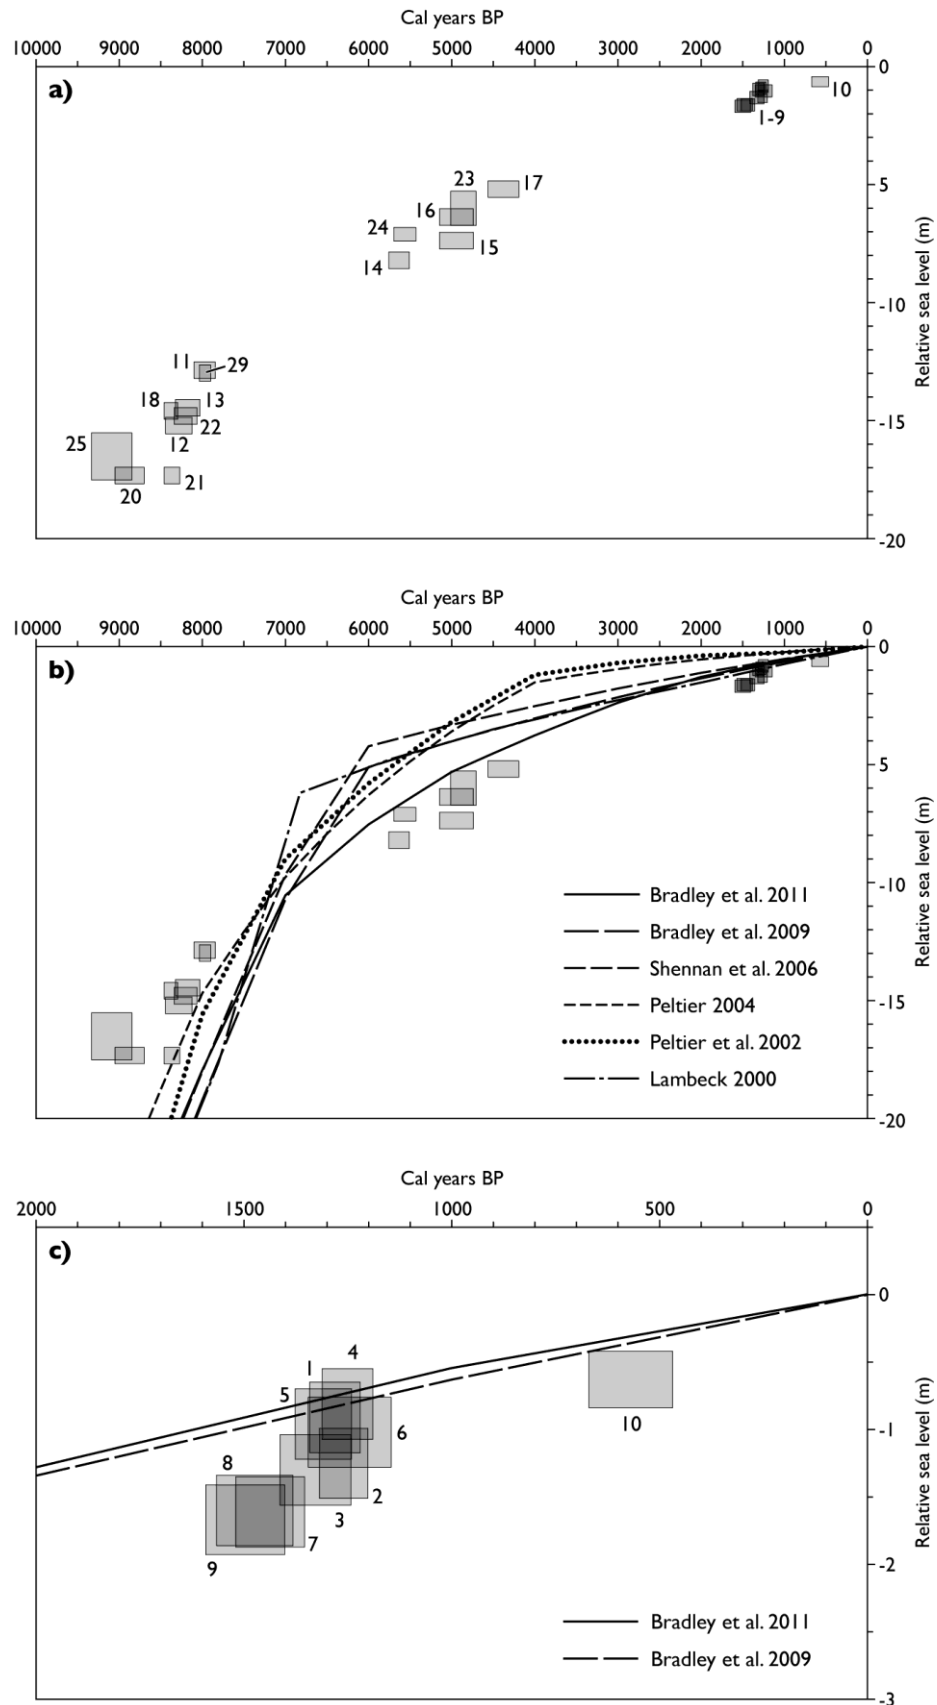 Cal years BP
10000 9000 8000 7000 6000 5000 4000 3000 2000 1000 0
a)
0
10
1-9
5
23
17
16
24
15
14
-10
Relative sea level (m)
11
29
18
13
22
-15
12
25
20
21
-20
Cal years BP
10000 9000 8000 7000 6000 5000 4000 3000 2000 1000 0
b)
0
5
-10
Relative sea level (m)
-15
-20
Bradley et al. 2011
Bradley et al. 2009
Shennan et al. 2006
Peltier 2004
Peltier et al. 2002
Lambeck 2000
Cal years BP
2000 1500 1000 500 0
c)
0
4
1
5
10
6
-1
Relative sea level (m)
8
2
3
7
9
-2
Bradley et al. 2011
Bradley et al. 2009
-3